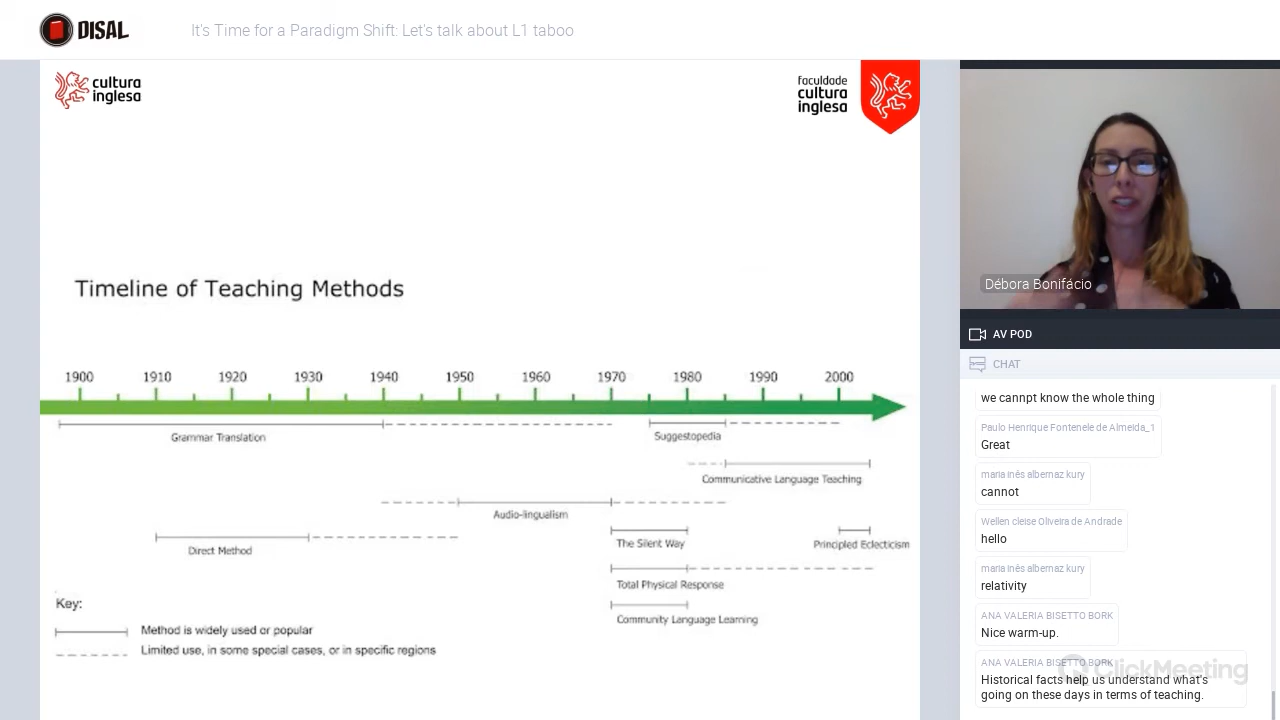 DISAL
It's Time for a Paradigm Shift: Let's talk about L1 taboo
cultura
inglesa
faculdade
cultura
inglesa
Timeline of Teaching Methods
1900 1910 1920 1930 1940 1950 1960 1970 1980 1990 2000
Grammar Translation
Suggestopedia
Communicative Language Teaching
Audio-lingualism
The Silent Way
Principled Eclecticism
Direct Method
Total Physical Response
Community Language Learning
Key:
Method is widely used or popular
Limited use, in some special cases, or in specific regions
Débora Bonifácio
AV POD
CHAT
we cannpt know the whole thing
Paulo Henrique Fontenele de Almeida_1
Great
maria inês albernaz kury
cannot
Wellen cleise Oliveira de Andrade
hello
maria inês albernaz kury
relativity
ANA VALERIA BISETTO BORK
Nice warm-up.
ANA VALERIA BISETTO BORK
Historical facts help us understand what's
going on these days in terms of teaching.
ClickMeeting